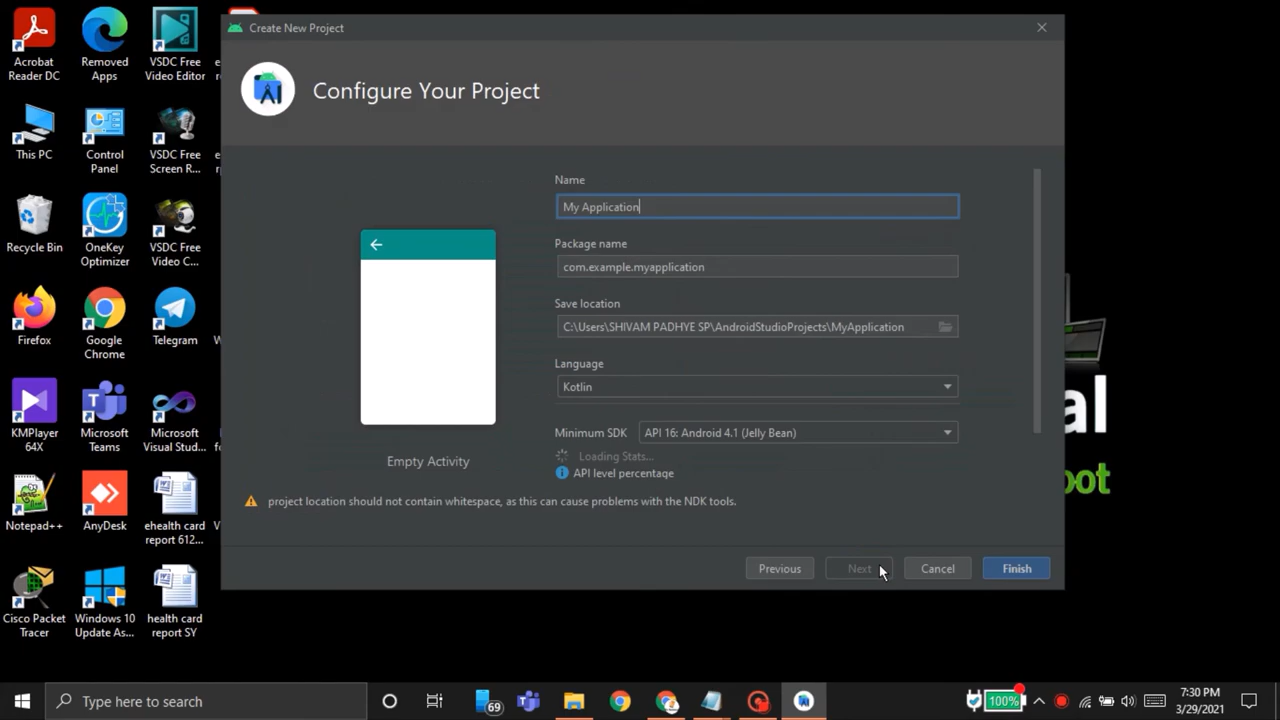 Create New Project
Configure Your Project
Name
My Application
Package name
com.example.myapplication
Save location
C:\Users\SHIVAM PADHYE SP\AndroidStudioProjects\MyApplication
Language
Kotlin
Minimum SDK
API 16: Android 4.1 (Jelly Bean)
Loading Stats...
API level percentage
Empty Activity
project location should not contain whitespace, as this can cause problems with the NDK tools.
Previous
Next
Cancel
Finish
Acrobat
Reader DC
Removed
Apps
VSDC Free
Video Editor
This PC
Control
Panel
VSDC Free
Screen R...
Recycle Bin
OneKey
Optimizer
VSDC Free
Video C...
Firefox
Google
Chrome
Telegram
KMPlayer
64X
Microsoft
Teams
Microsoft
Visual Stud...
Notepad++
AnyDesk
ehealth card
report 612...
Cisco Packet
Tracer
Windows 10
Update As...
health card
report SY
al
oot
Type here to search
69
100%
7:30 PM
3/29/2021